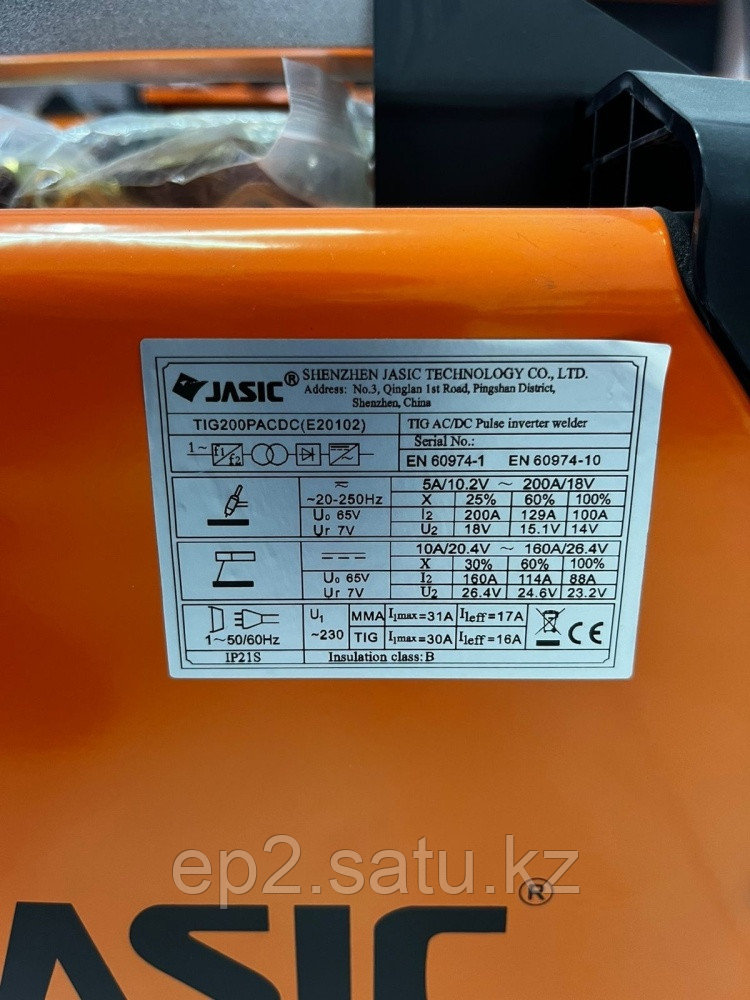 JASIC® SHENZHEN JASIC TECHNOLOGY CO., LTD.
Address: No.3, Qinglan 1st Road, Pingshan District,
Shenzhen, China
TIG200PACDC(E20102) TIG AC/DC Pulse inverter welder
Serial No.:
1~ f1 f2 EN 60974-1 EN 60974-10
5A/10.2V ~ 200A/18V
~20-250Hz X 25% 60% 100%
U₀ 65V I2 200A 129A 100A
Ur 7V U2 18V 15.1V 14V
10A/20.4V ~ 160A/26.4V
X 30% 60% 100%
U₀ 65V I2 160A 114A 88A
Ur 7V U2 26.4V 24.6V 23.2V
U₁ MMA I₁max=31A I₁eff=17A
1~50/60Hz ~230 TIG I₁max=30A I₁eff=16A CE
IP21S Insulation class: B
ep2.satu.kz
ASIC®